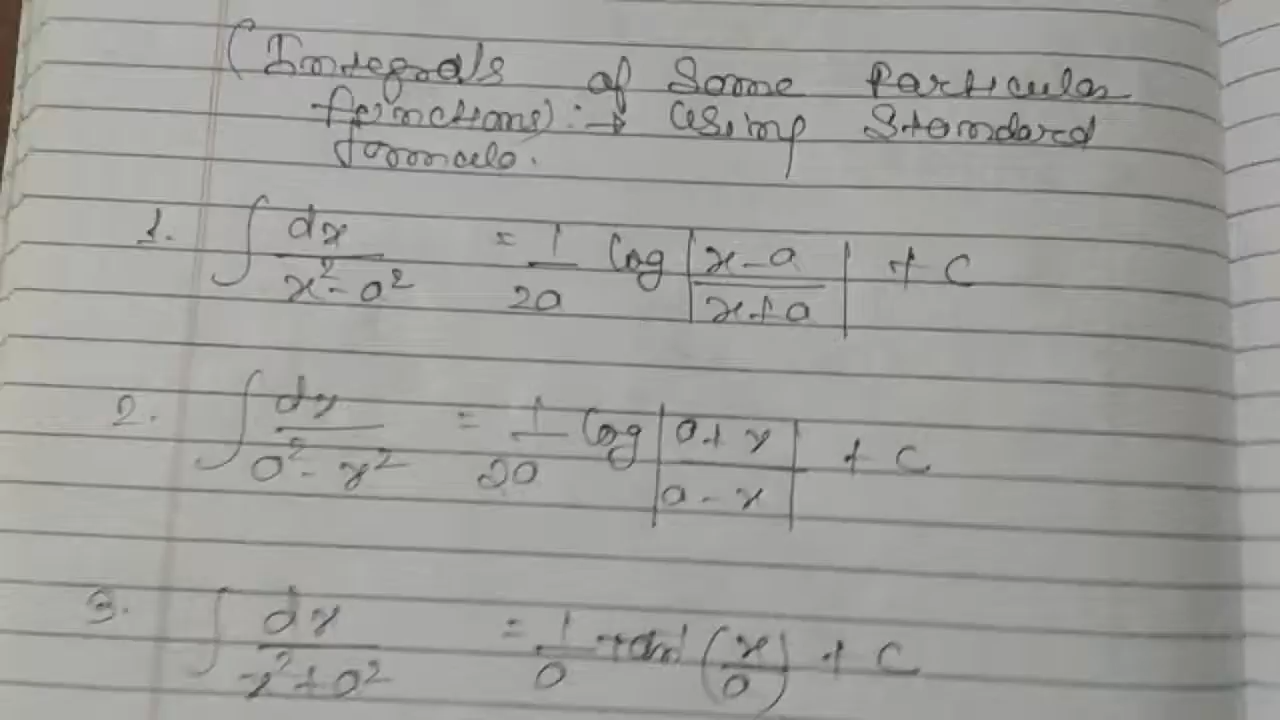 (Integrals of Some Particular
functions) :→ Using Standard
formula.
1. ∫ dx / (x² - a²) = 1/2a log |x - a / x + a| + C
2. ∫ dx / (a² - x²) = 1/2a log |a + x / a - x| + C
3. ∫ dx / (x² + a²) = 1/a tan⁻¹ (x/a) + C